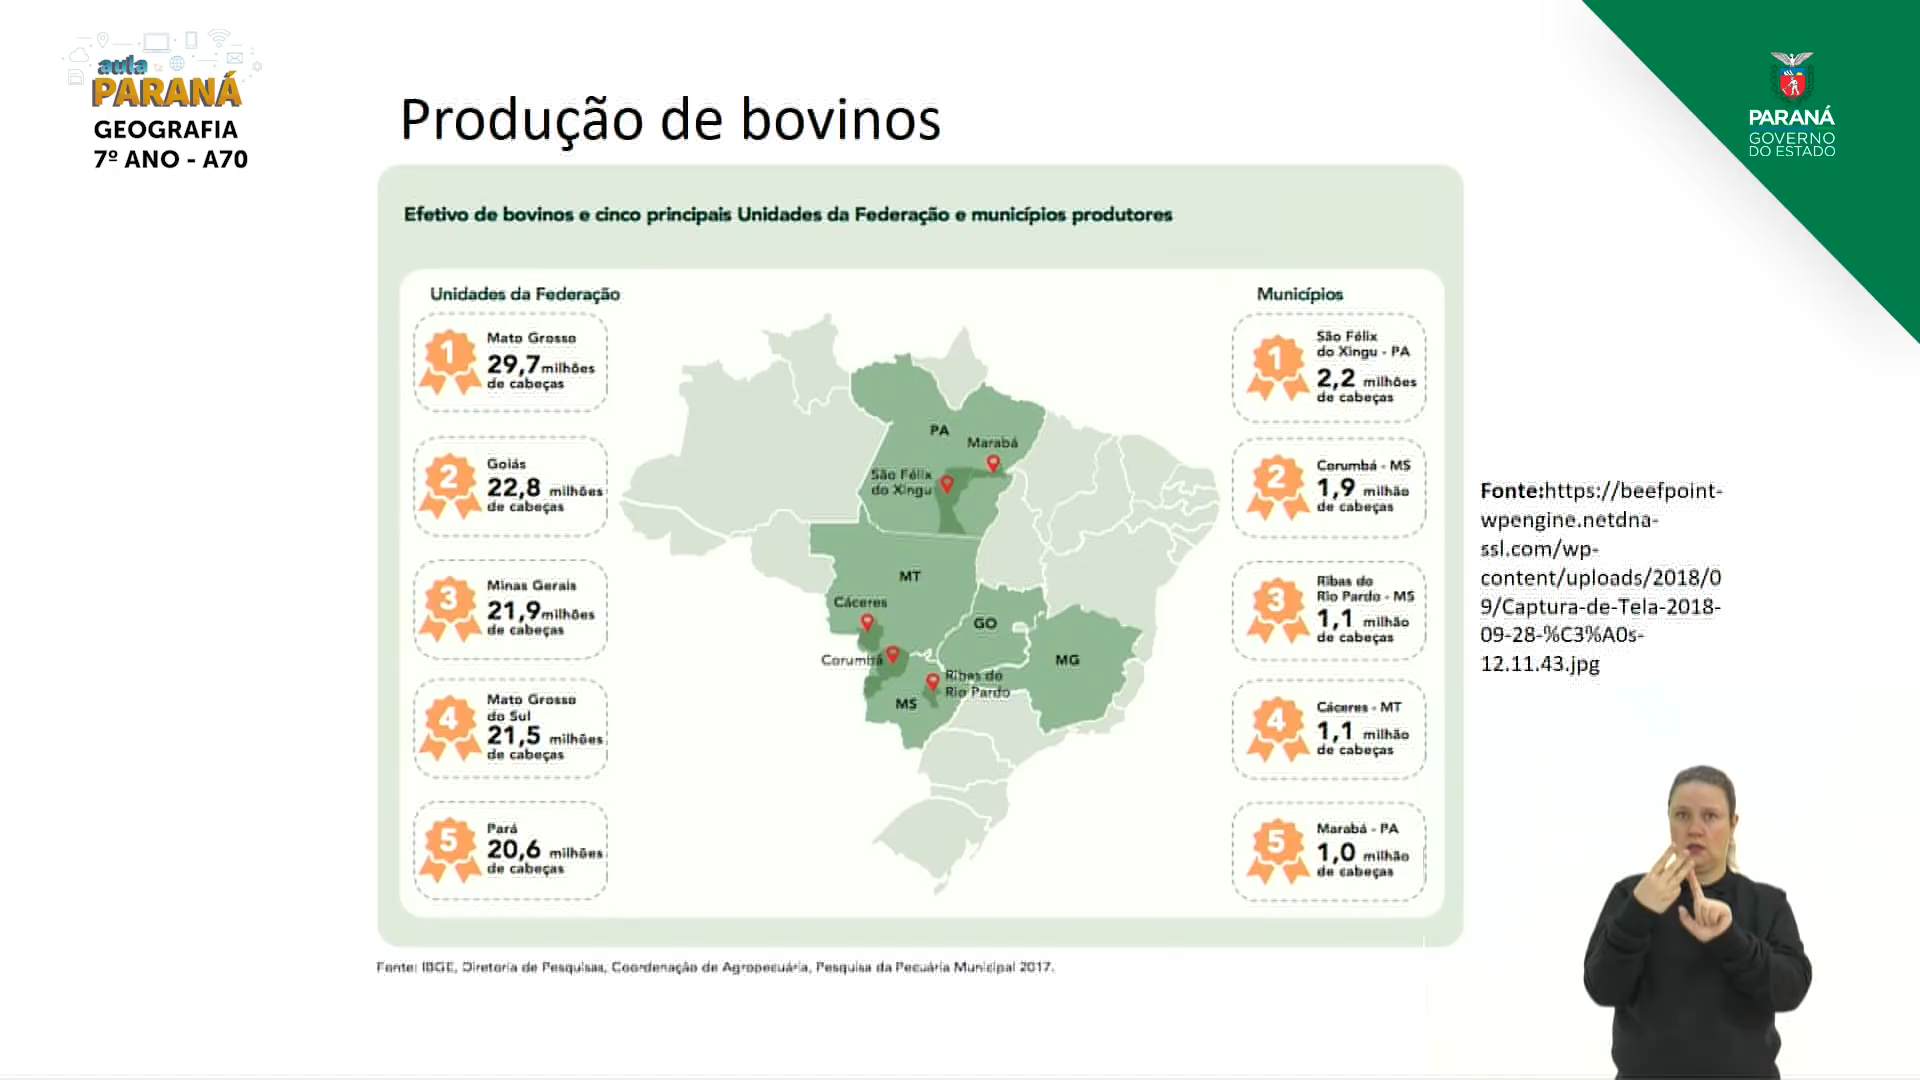 aula
PARANÁ
GEOGRAFIA
7º ANO - A70
Produção de bovinos
PARANÁ
GOVERNO
DO ESTADO
Efetivo de bovinos e cinco principais Unidades da Federação e municípios produtores
Unidades da Federação
1
Mato Grosso
29,7 milhões
de cabeças
2
Goiás
22,8 milhões
de cabeças
3
Minas Gerais
21,9 milhões
de cabeças
4
Mato Grosso
do Sul
21,5 milhões
de cabeças
5
Pará
20,6 milhões
de cabeças
PA
Marabá
São Félix
do Xingu
MT
Cáceres
GO
Corumbá
MG
Ribas do
Rio Pardo
MS
Municípios
1
São Félix
do Xingu - PA
2,2 milhões
de cabeças
2
Corumbá - MS
1,9 milhão
de cabeças
3
Ribas do
Rio Pardo - MS
1,1 milhão
de cabeças
4
Cáceres - MT
1,1 milhão
de cabeças
5
Marabá - PA
1,0 milhão
de cabeças
Fonte:https://beefpoint-
wpengine.netdna-
ssl.com/wp-
content/uploads/2018/0
9/Captura-de-Tela-2018-
09-28-%C3%A0s-
12.11.43.jpg
Fonte: IBGE, Diretoria de Pesquisas, Coordenação de Agropecuária, Pesquisa da Pecuária Municipal 2017.